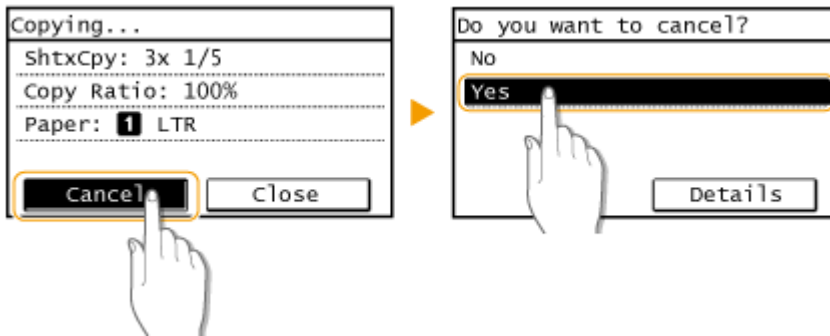 Copying...
ShtxCpy: 3x 1/5
Copy Ratio: 100%
Paper: 1 LTR
Cancel
Close
Do you want to cancel?
No
Yes
Details